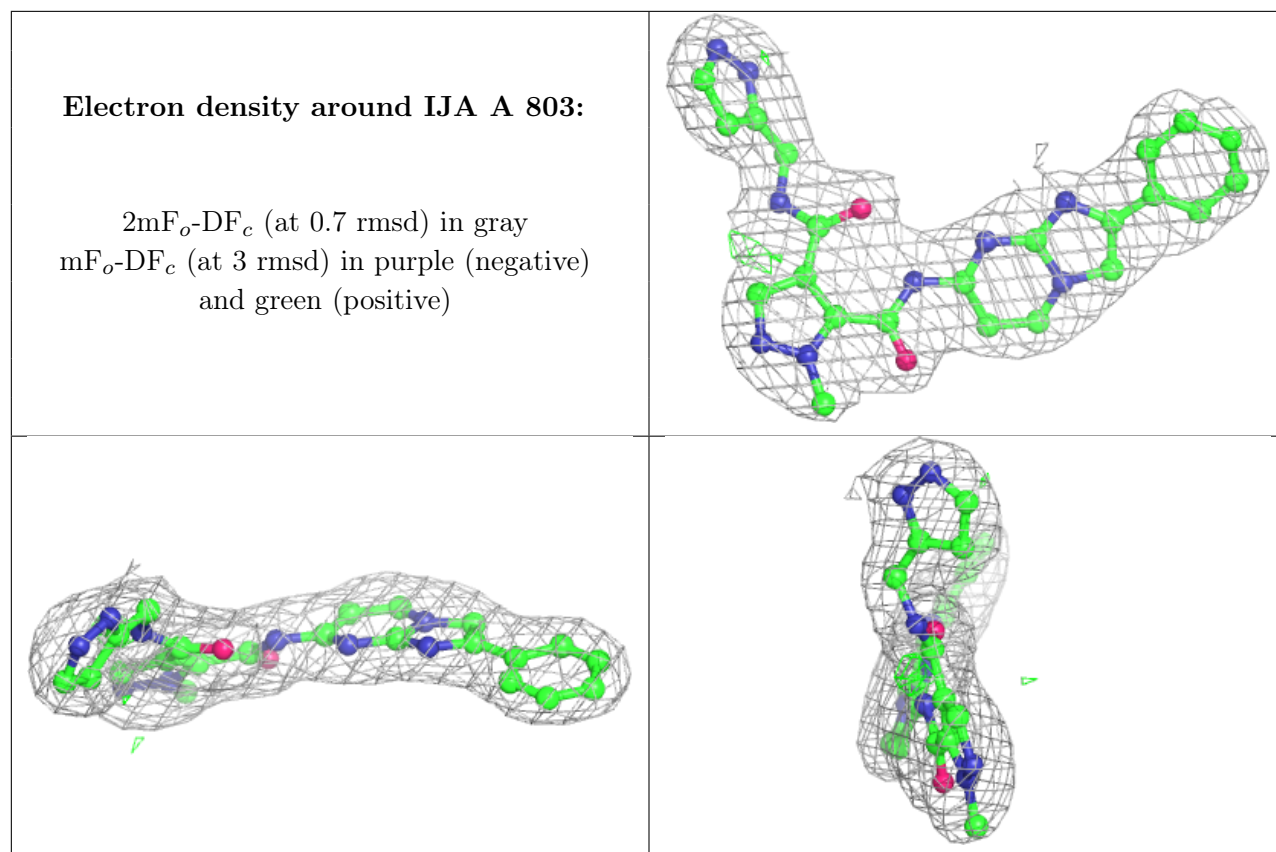 Electron density around IJA A 803:
2mFₒ-DF𝒸 (at 0.7 rmsd) in gray
mFₒ-DF𝒸 (at 3 rmsd) in purple (negative)
and green (positive)